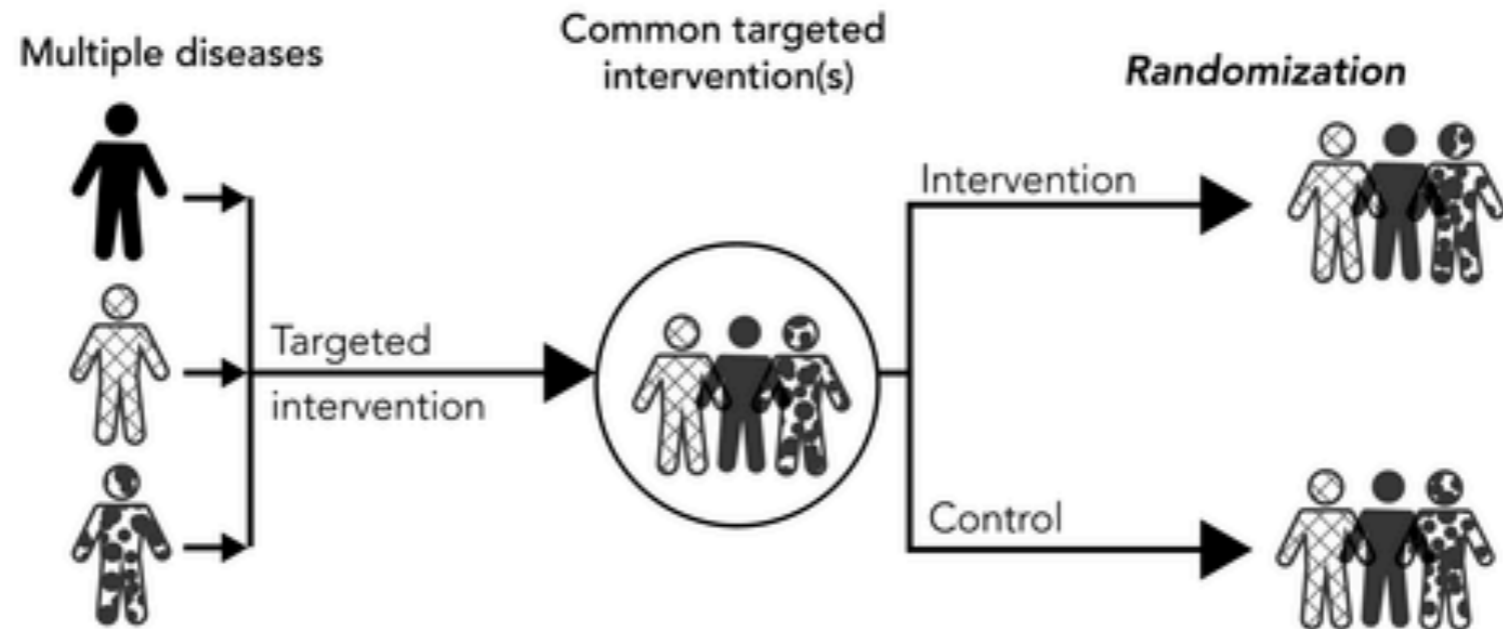 Multiple diseases
Common targeted
intervention(s)
Randomization
Targeted
intervention
Intervention
Control